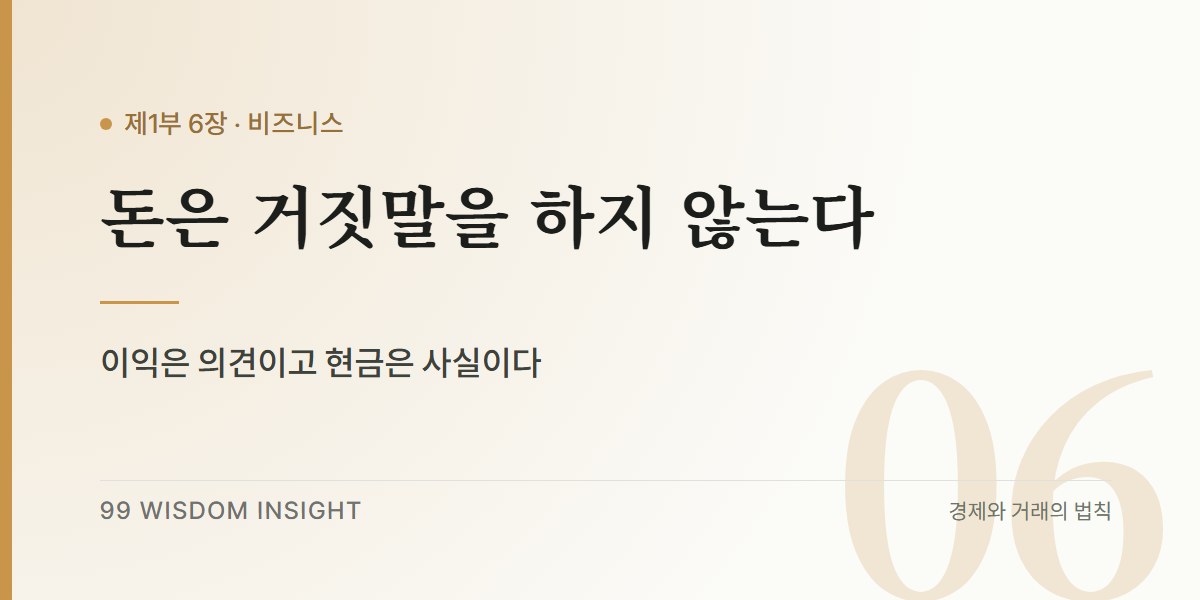 제1부 6장 · 비즈니스
돈은 거짓말을 하지 않는다
이익은 의견이고 현금은 사실이다
06
99 WISDOM INSIGHT
경제와 거래의 법칙